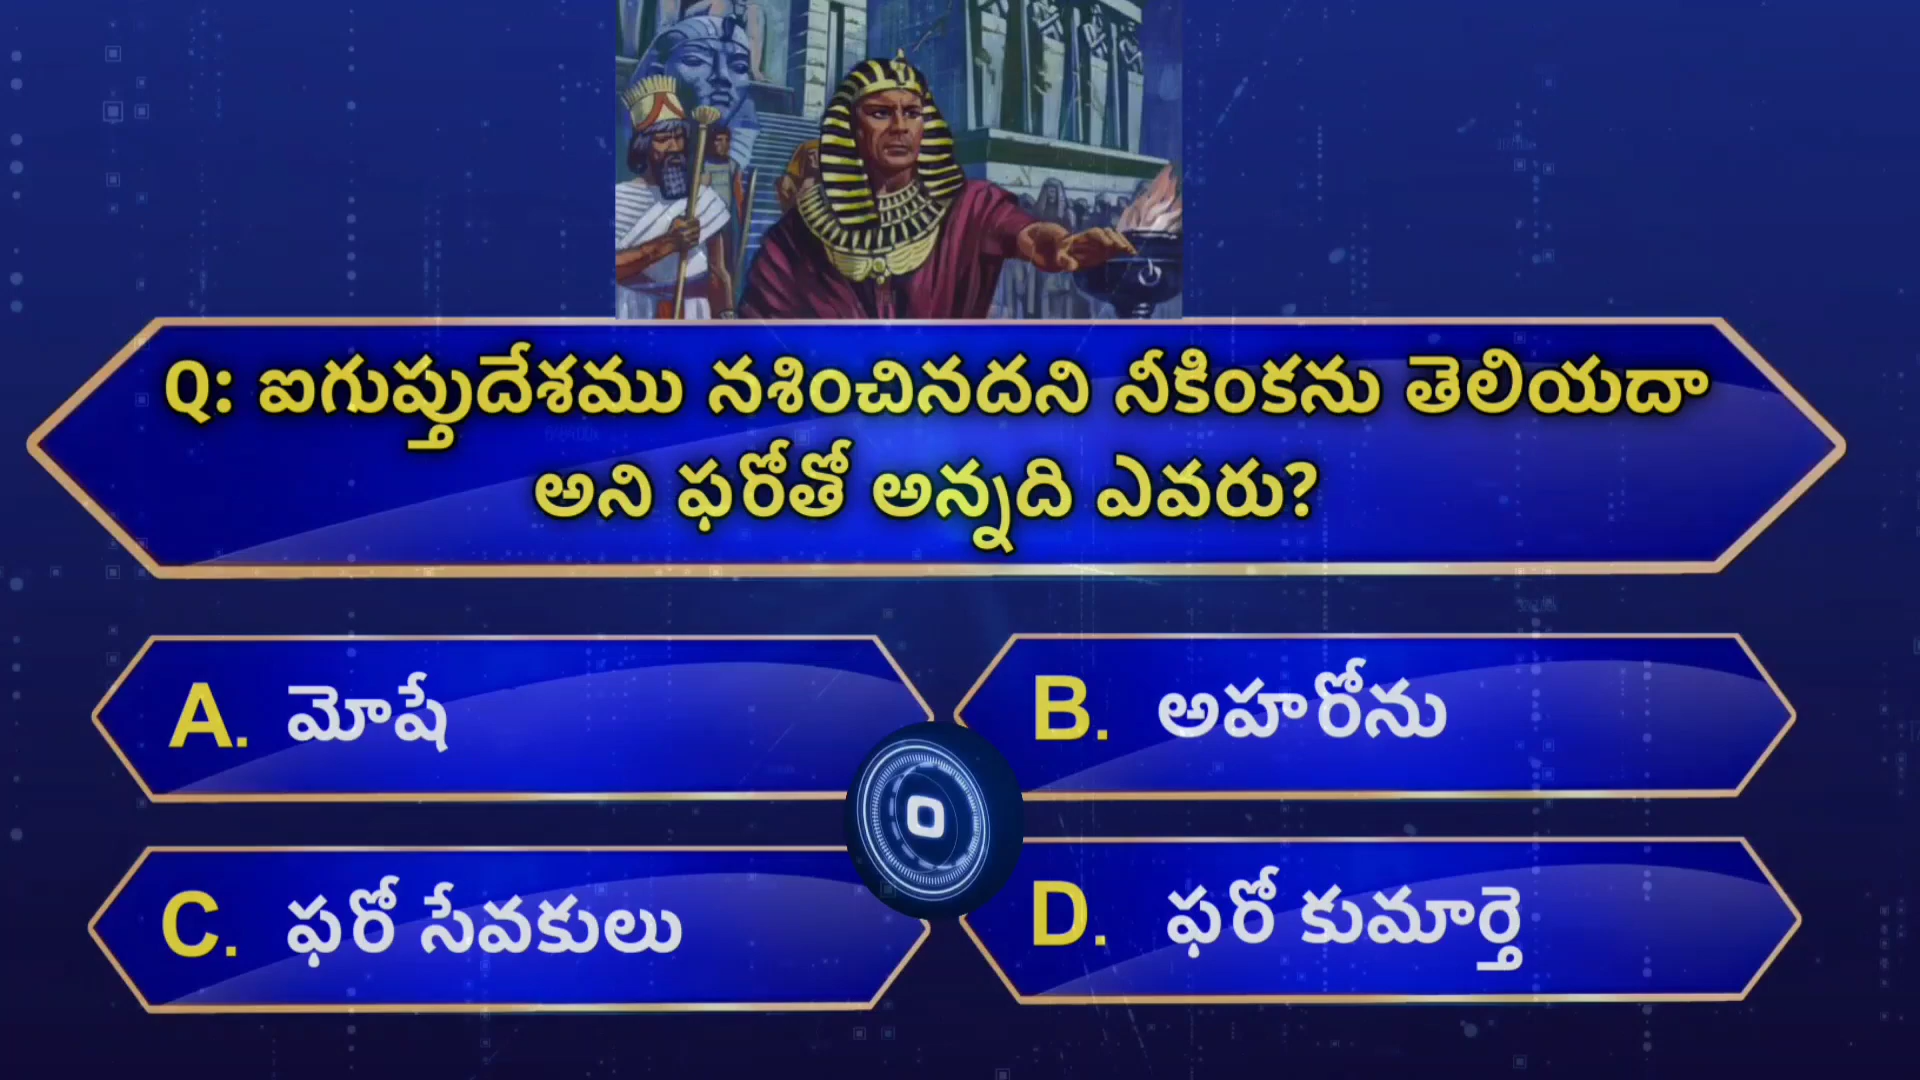 Q: ఐగుప్తుదేశము నశించినదని నీకింకను తెలియదా
అని ఫరోతో అన్నది ఎవరు?
A. మోషే
B. అహరోను
C. ఫరో సేవకులు
D. ఫరో కుమార్తె